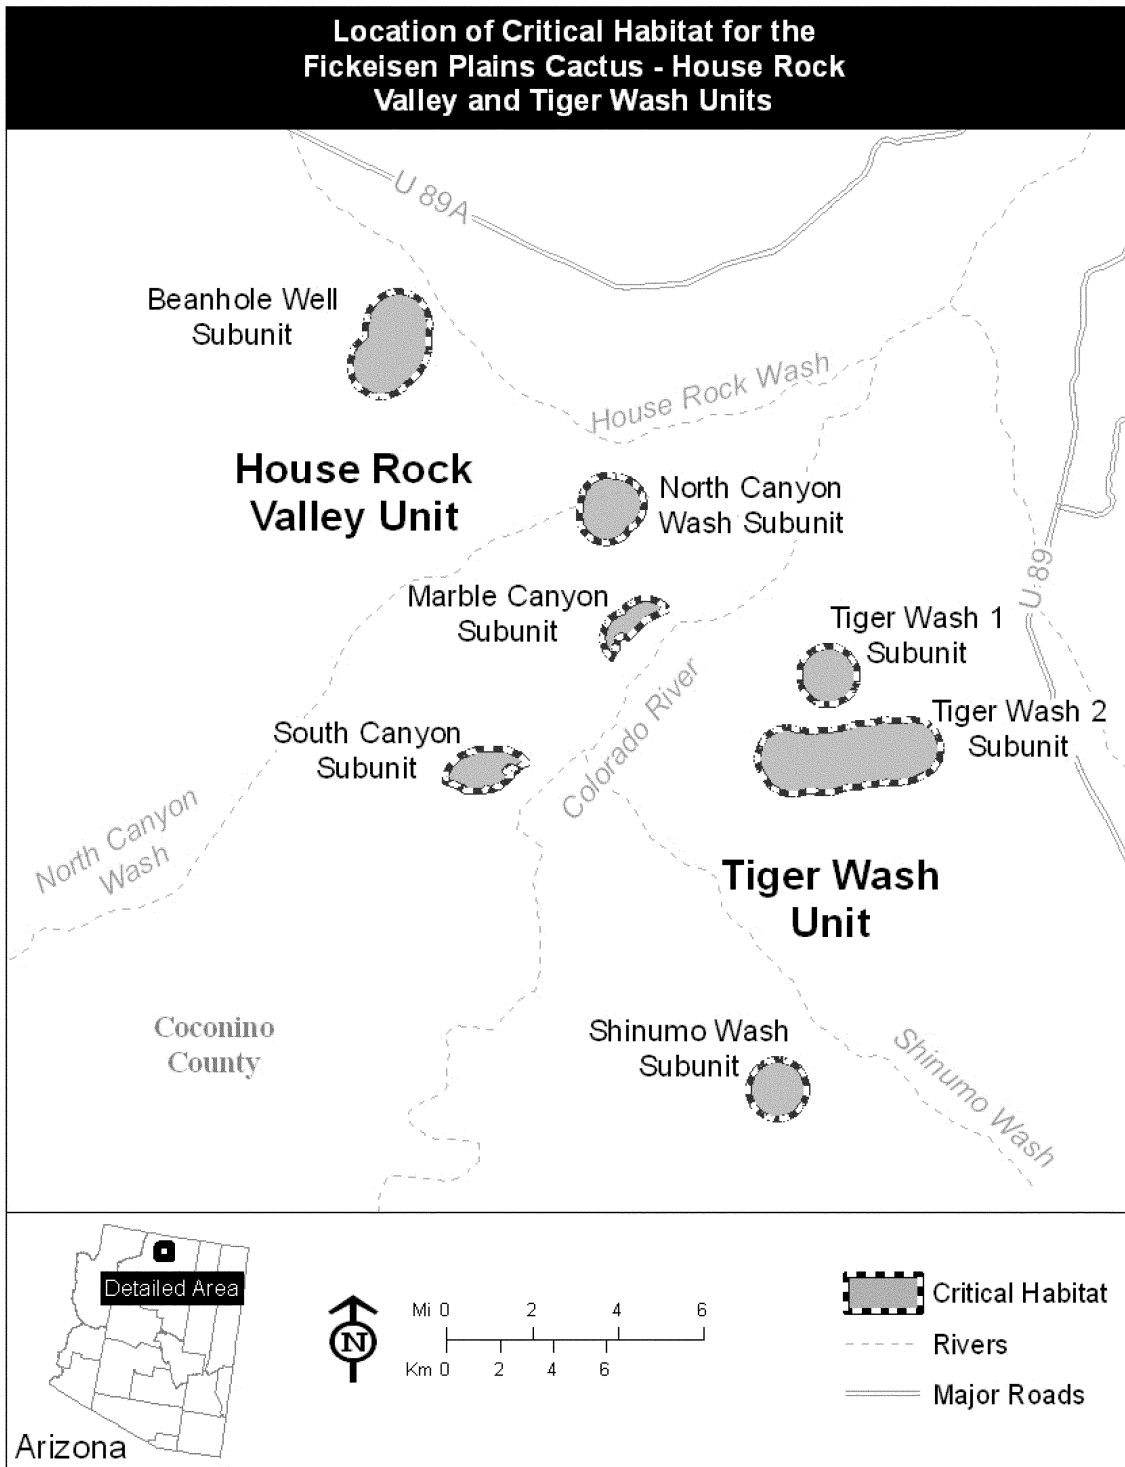 Location of Critical Habitat for the
Fickeisen Plains Cactus - House Rock
Valley and Tiger Wash Units
U 89A
Beanhole Well
Subunit
House Rock Wash
House Rock
Valley Unit
North Canyon
Wash Subunit
U 89
Marble Canyon
Subunit
Tiger Wash 1
Subunit
Colorado River
Tiger Wash 2
Subunit
South Canyon
Subunit
North Canyon
Wash
Tiger Wash
Unit
Coconino
County
Shinumo Wash
Subunit
Shinumo Wash
Detailed Area
Arizona
N
Mi 0 2 4 6
Km 0 2 4 6
Critical Habitat
Rivers
Major Roads